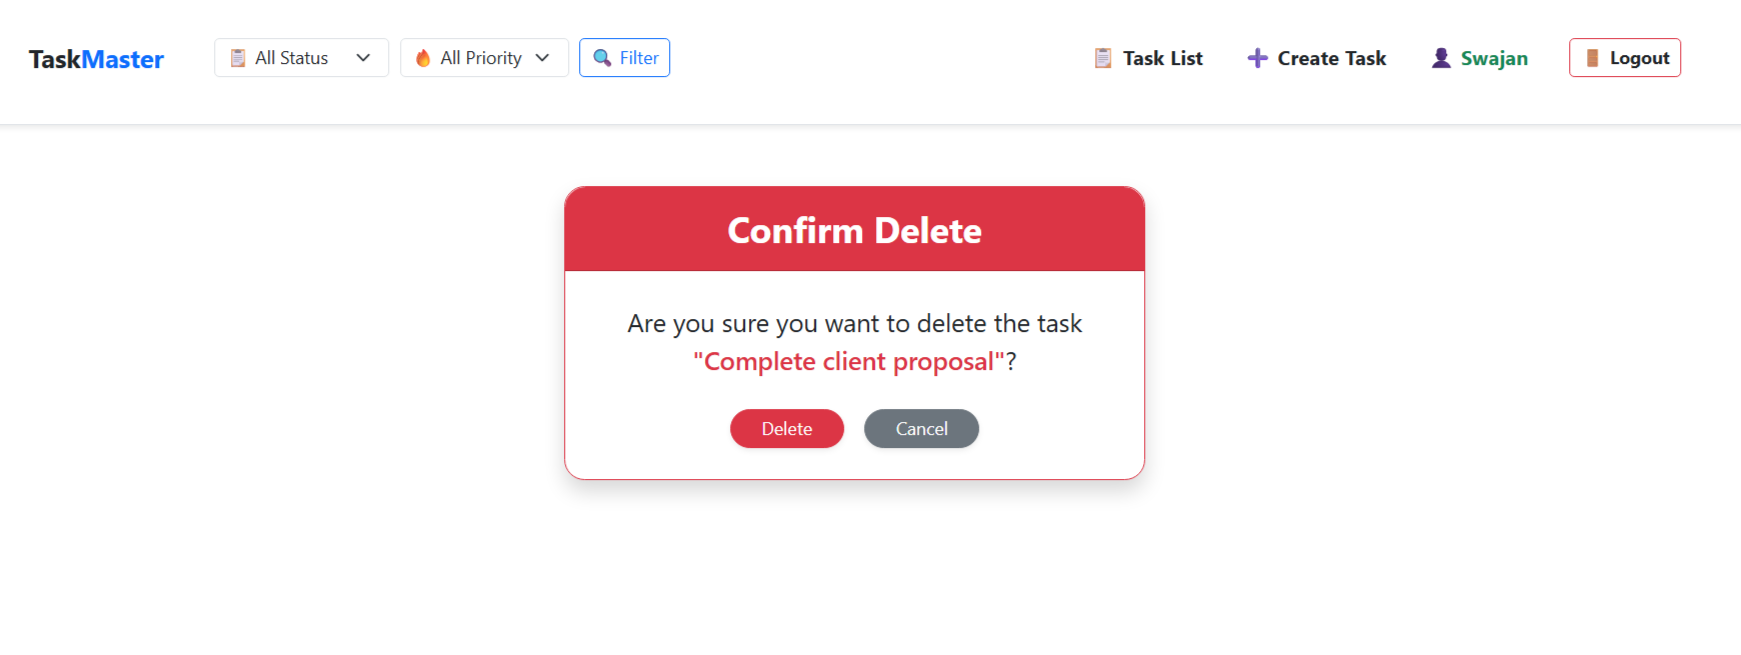 TaskMaster
All Status
All Priority
Filter
Task List
Create Task
Swajan
Logout
Confirm Delete
Are you sure you want to delete the task
"Complete client proposal"?
Delete
Cancel